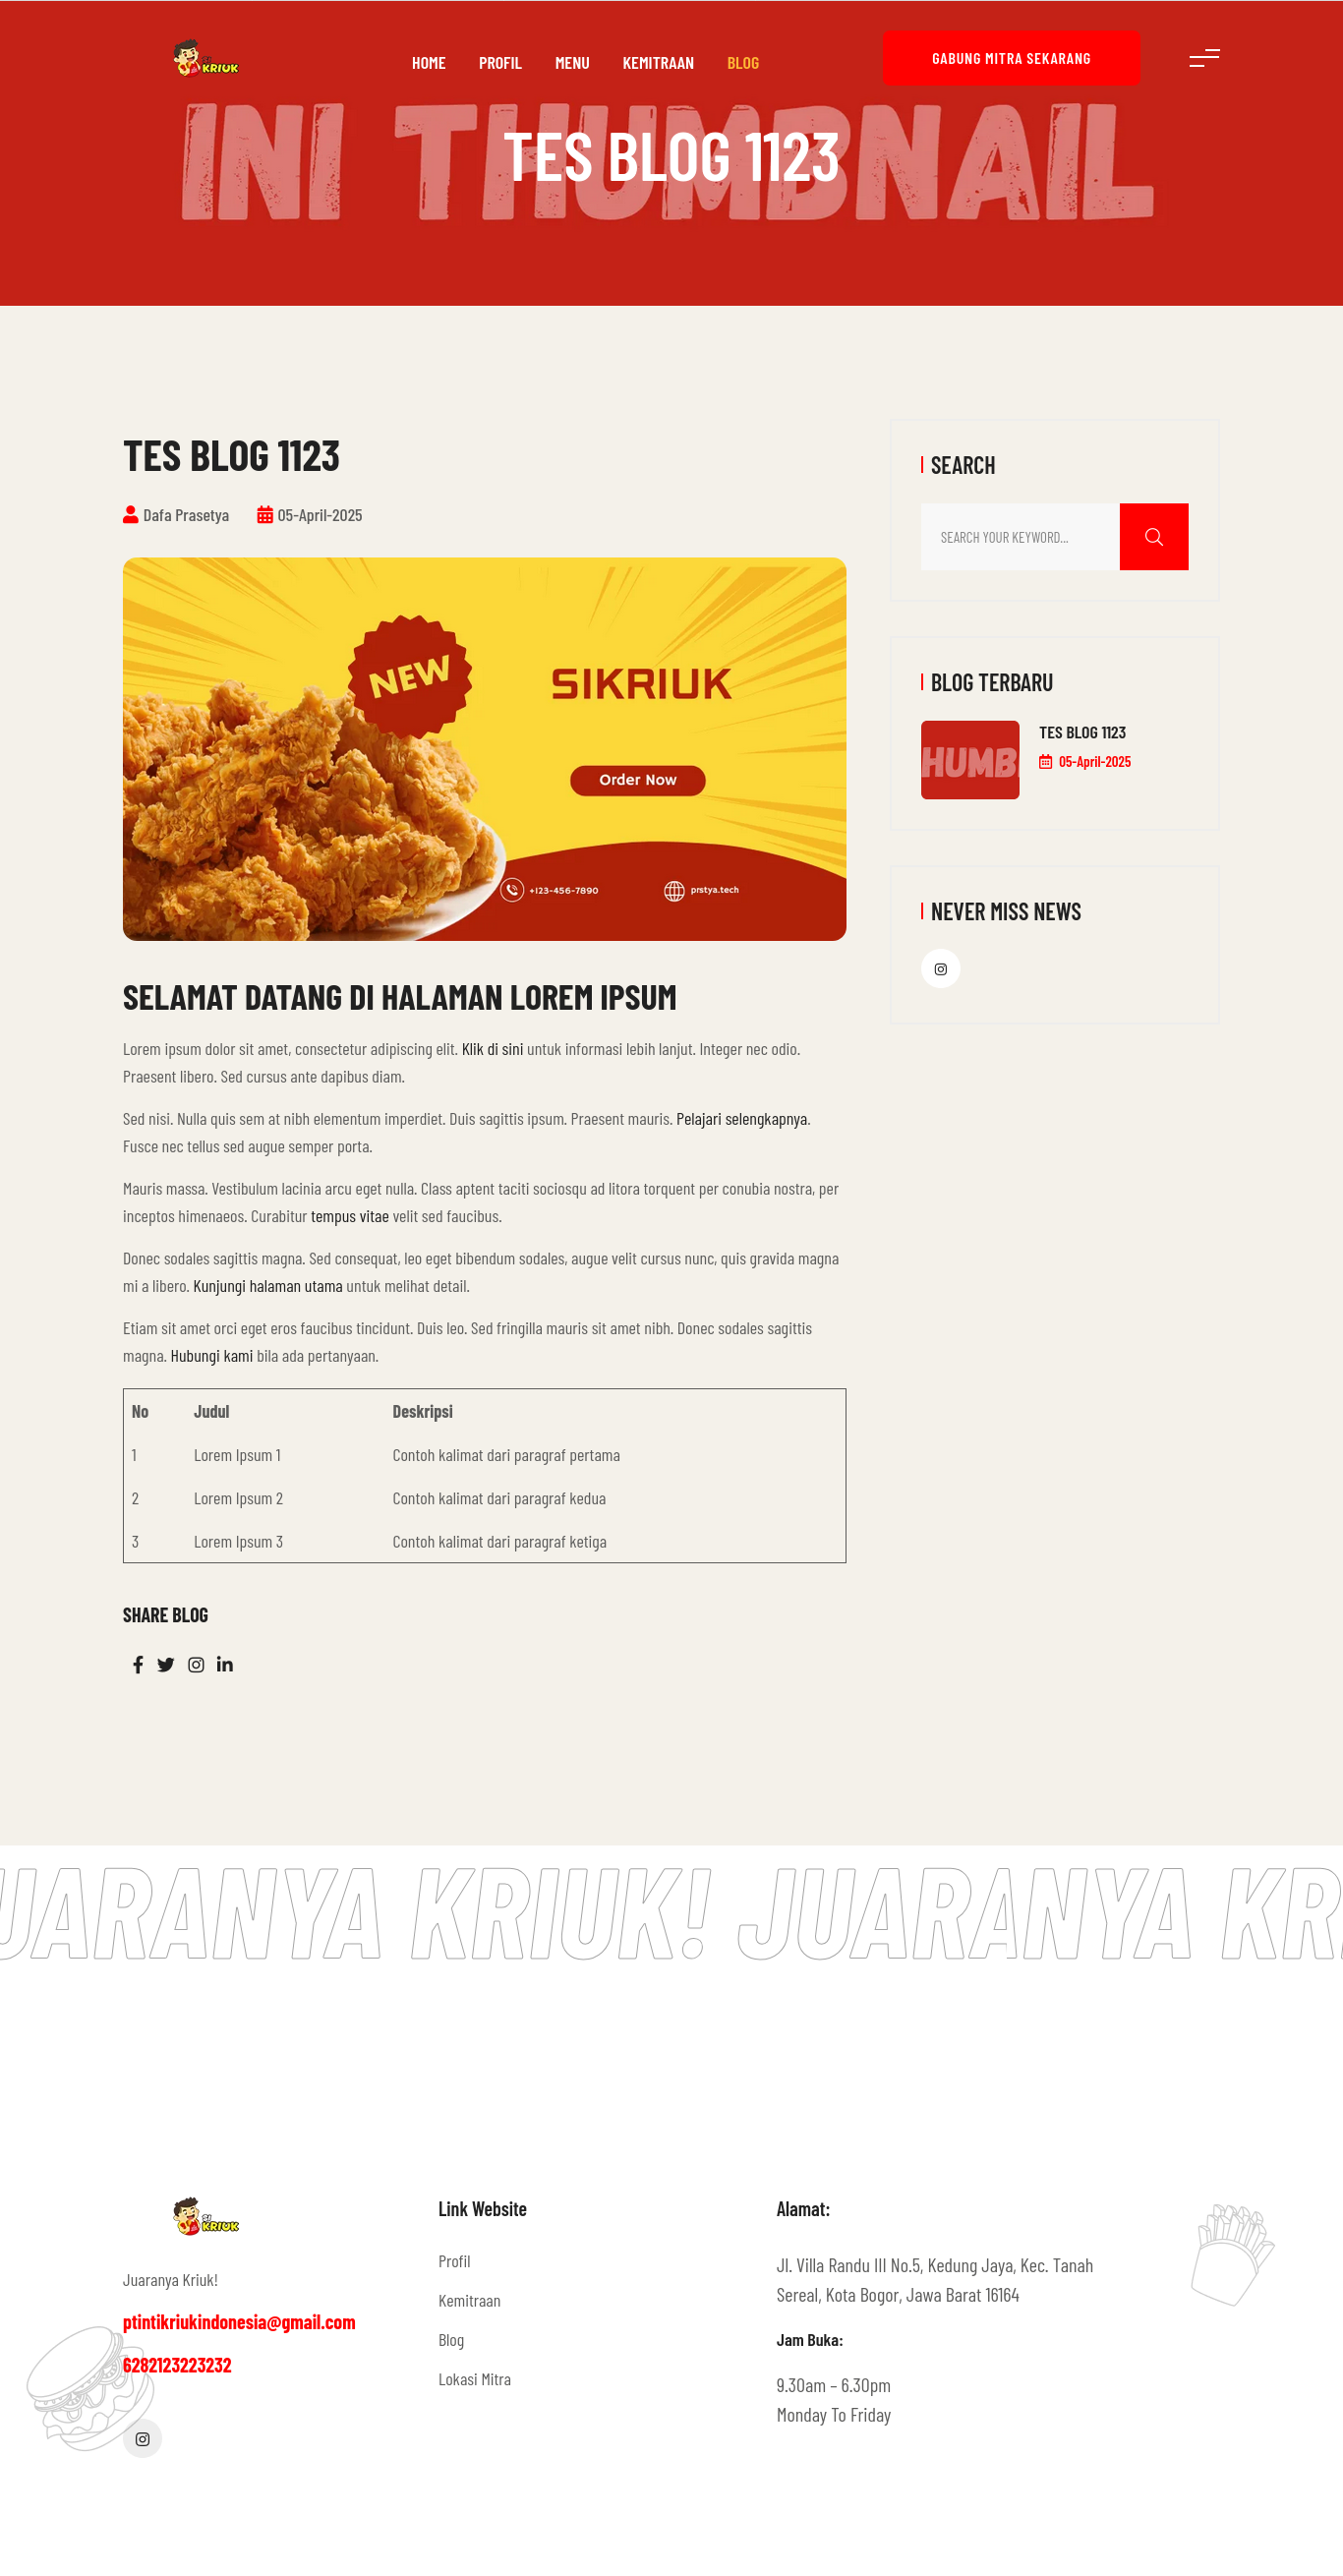 SI KRIUK
HOME
PROFIL
MENU
KEMITRAAN
BLOG
GABUNG MITRA SEKARANG
INI THUMBNAIL
TES BLOG 1123
TES BLOG 1123
Dafa Prasetya
05-April-2025
NEW
SIKRIUK
Order Now
+123-456-7890
prstya.tech
SELAMAT DATANG DI HALAMAN LOREM IPSUM
Lorem ipsum dolor sit amet, consectetur adipiscing elit. Klik di sini untuk informasi lebih lanjut. Integer nec odio.
Praesent libero. Sed cursus ante dapibus diam.
Sed nisi. Nulla quis sem at nibh elementum imperdiet. Duis sagittis ipsum. Praesent mauris. Pelajari selengkapnya.
Fusce nec tellus sed augue semper porta.
Mauris massa. Vestibulum lacinia arcu eget nulla. Class aptent taciti sociosqu ad litora torquent per conubia nostra, per
inceptos himenaeos. Curabitur tempus vitae velit sed faucibus.
Donec sodales sagittis magna. Sed consequat, leo eget bibendum sodales, augue velit cursus nunc, quis gravida magna
mi a libero. Kunjungi halaman utama untuk melihat detail.
Etiam sit amet orci eget eros faucibus tincidunt. Duis leo. Sed fringilla mauris sit amet nibh. Donec sodales sagittis
magna. Hubungi kami bila ada pertanyaan.
No Judul Deskripsi
1 Lorem Ipsum 1 Contoh kalimat dari paragraf pertama
2 Lorem Ipsum 2 Contoh kalimat dari paragraf kedua
3 Lorem Ipsum 3 Contoh kalimat dari paragraf ketiga
SHARE BLOG
SEARCH
SEARCH YOUR KEYWORD...
BLOG TERBARU
HUMB
TES BLOG 1123
05-April-2025
NEVER MISS NEWS
UARANYA KRIUK! JUARANYA KRI
SI KRIUK
Juaranya Kriuk!
ptintikriukindonesia@gmail.com
6282123223232
Link Website
Profil
Kemitraan
Blog
Lokasi Mitra
Alamat:
Jl. Villa Randu III No.5, Kedung Jaya, Kec. Tanah
Sereal, Kota Bogor, Jawa Barat 16164
Jam Buka:
9.30am – 6.30pm
Monday To Friday